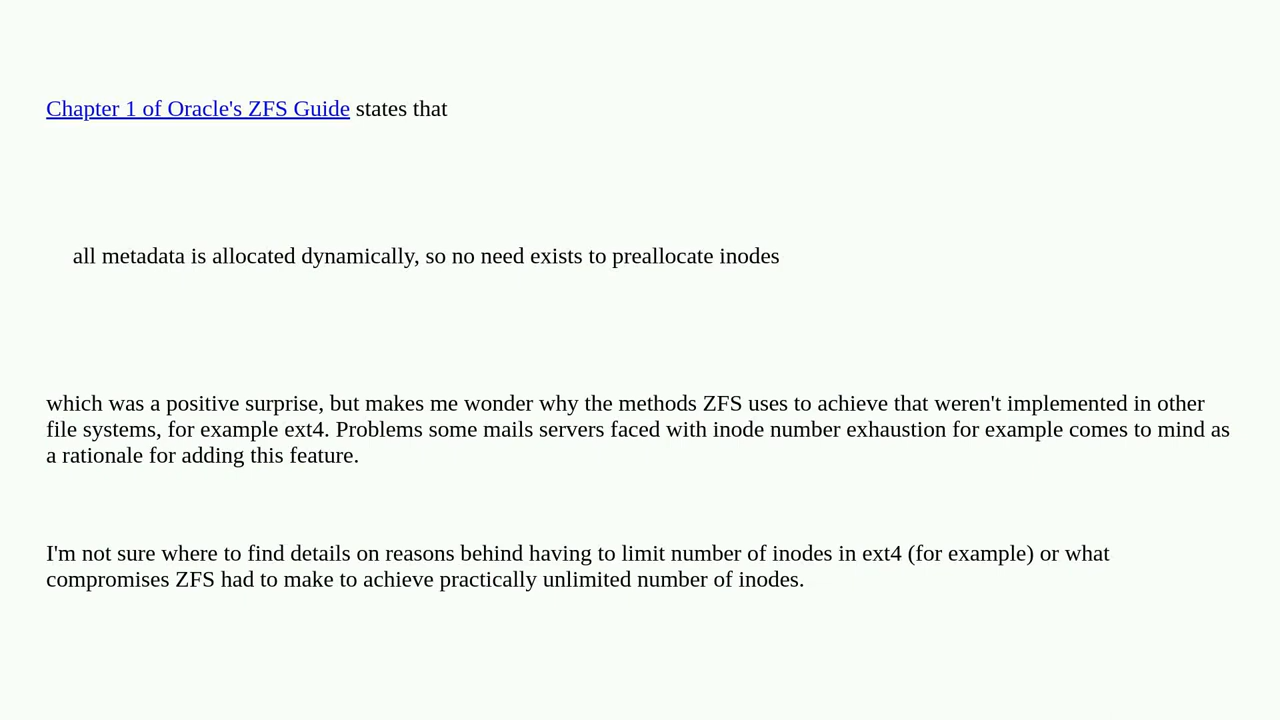 Chapter 1 of Oracle's ZFS Guide states that
all metadata is allocated dynamically, so no need exists to preallocate inodes
which was a positive surprise, but makes me wonder why the methods ZFS uses to achieve that weren't implemented in other
file systems, for example ext4. Problems some mails servers faced with inode number exhaustion for example comes to mind as
a rationale for adding this feature.
I'm not sure where to find details on reasons behind having to limit number of inodes in ext4 (for example) or what
compromises ZFS had to make to achieve practically unlimited number of inodes.